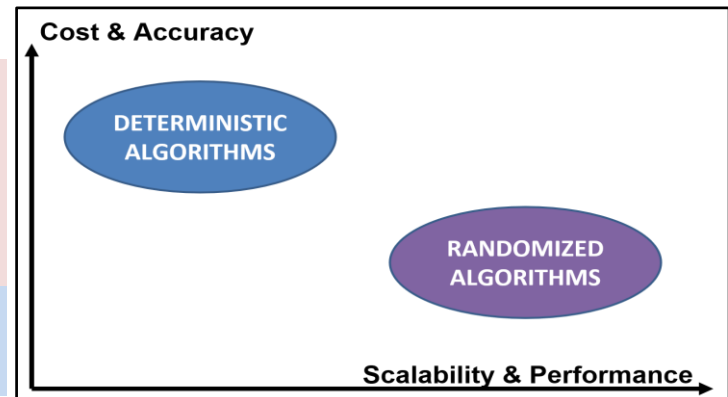 Cost & Accuracy
DETERMINISTIC
ALGORITHMS
RANDOMIZED
ALGORITHMS
Scalability & Performance